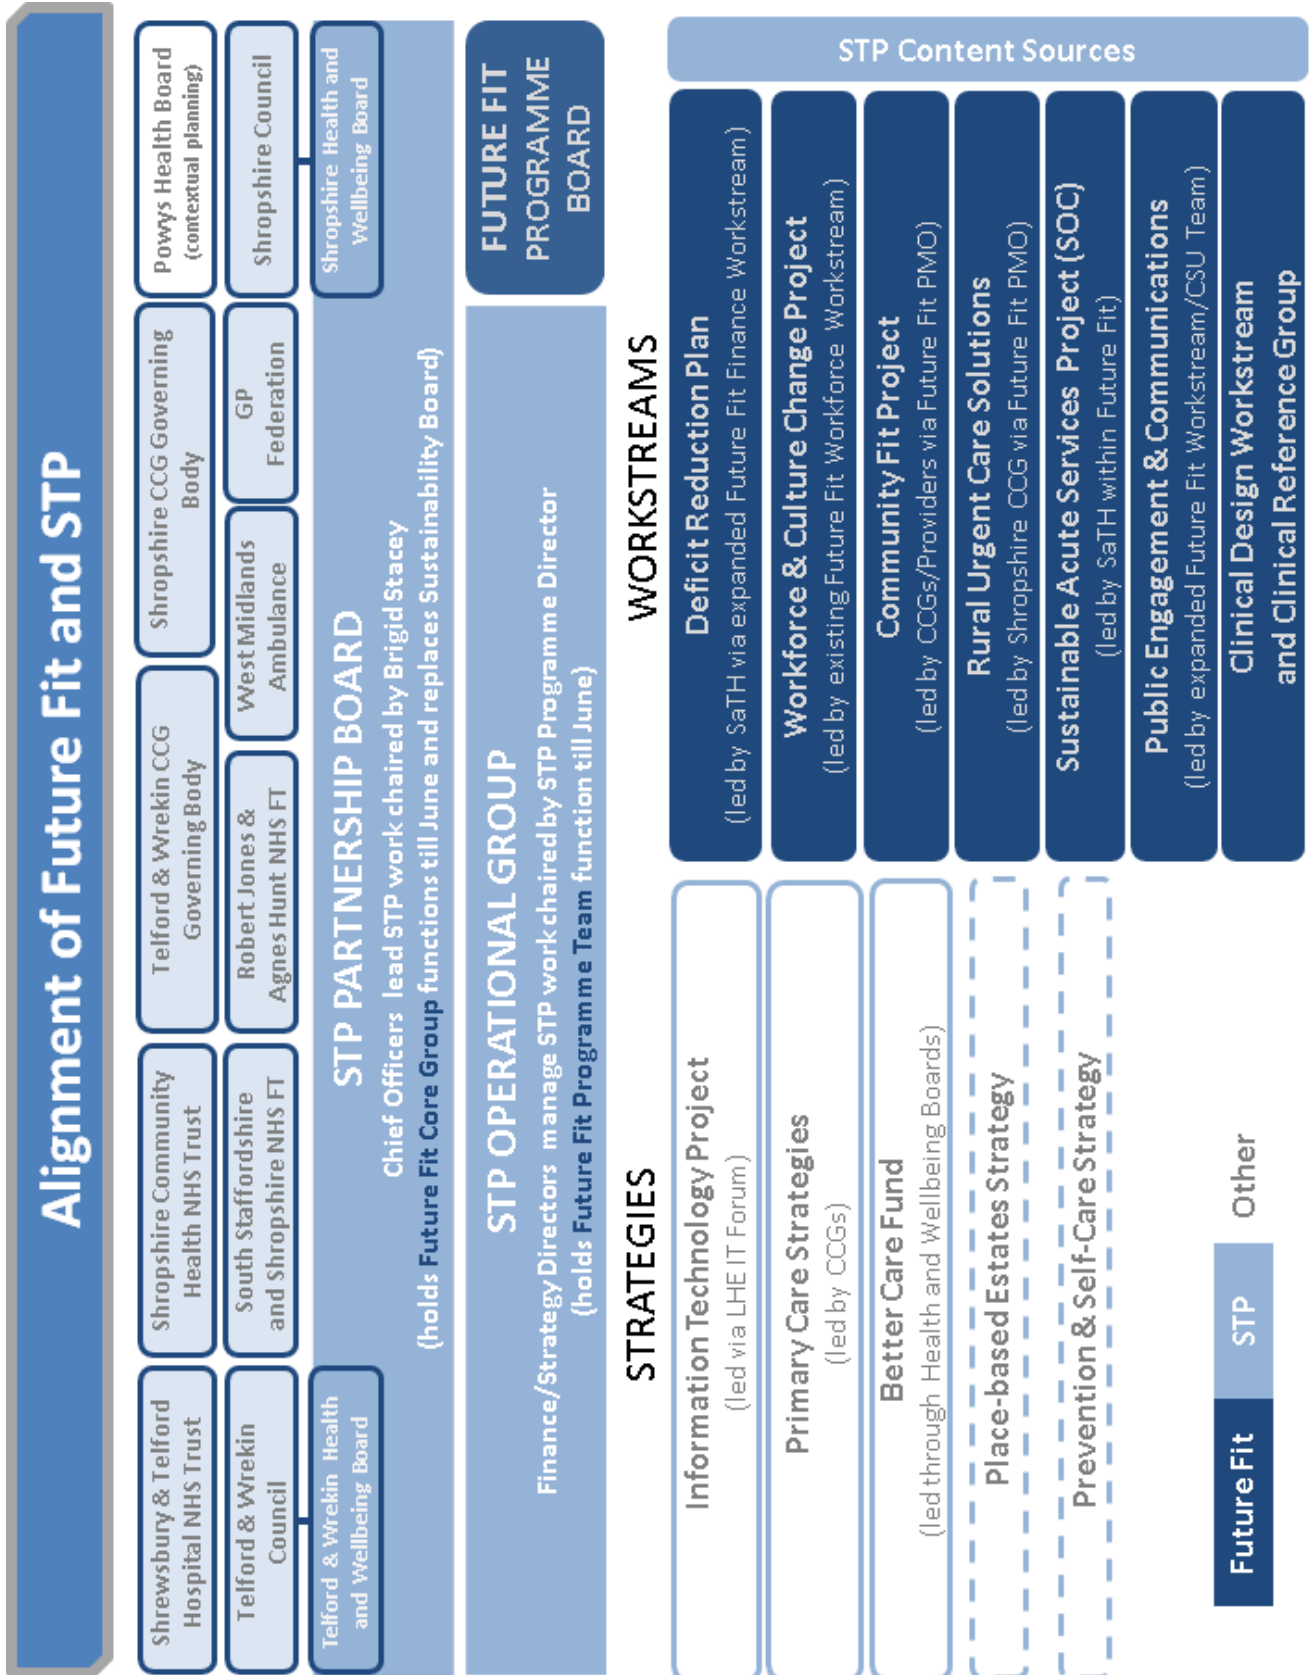 Alignment of Future Fit and STP
Shrewsbury & Telford
Hospital NHS Trust
Shropshire Community
Health NHS Trust
Telford & Wrekin CCG
Governing Body
Shropshire CCG Governing
Body
Powys Health Board
(contextual planning)
Telford & Wrekin
Council
South Staffordshire
and Shropshire NHS FT
Robert Jones &
Agnes Hunt NHS FT
West Midlands
Ambulance
GP
Federation
Shropshire Council
Telford & Wrekin Health
and Wellbeing Board
STP PARTNERSHIP BOARD
Chief Officers lead STP work chaired by Brigid Stacey
(holds Future Fit Core Group functions till June and replaces Sustainability Board)
Shropshire Health and
Wellbeing Board
STP OPERATIONAL GROUP
Finance/Strategy Directors manage STP work chaired by STP Programme Director
(holds Future Fit Programme Team function till June)
FUTURE FIT
PROGRAMME
BOARD
STRATEGIES
Information Technology Project
(led via LHE IT Forum)
Primary Care Strategies
(led by CCGs)
Better Care Fund
(led through Health and Wellbeing Boards)
Place-based Estates Strategy
Prevention & Self-Care Strategy
WORKSTREAMS
Deficit Reduction Plan
(led by SaTH via expanded Future Fit Finance Workstream)
Workforce & Culture Change Project
(led by existing Future Fit Workforce Workstream)
Community Fit Project
(led by CCGs/Providers via Future Fit PMO)
Rural Urgent Care Solutions
(led by Shropshire CCG via Future Fit PMO)
Sustainable Acute Services Project (SOC)
(led by SaTH within Future Fit)
Public Engagement & Communications
(led by expanded Future Fit Workstream/CSU Team)
Clinical Design Workstream
and Clinical Reference Group
STP Content Sources
Future Fit
STP
Other